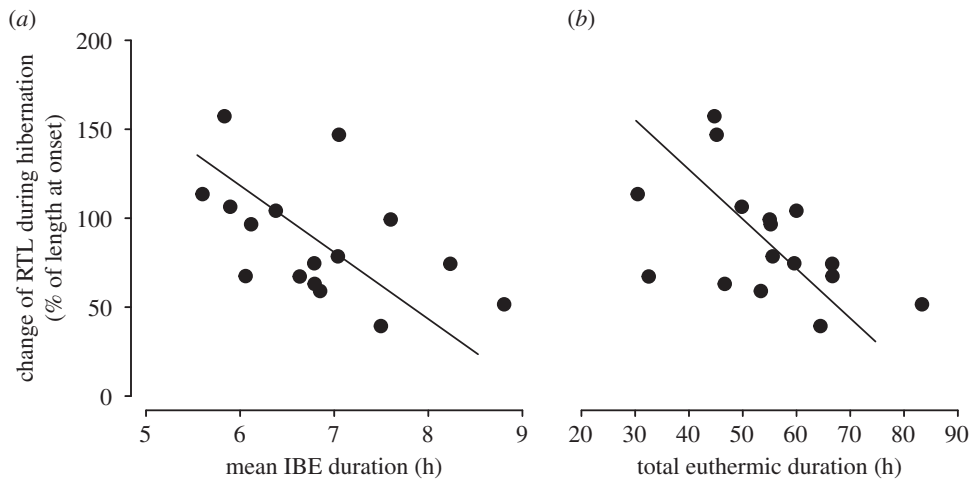 (a)
(b)
change of RTL during hibernation
(% of length at onset)
200
150
100
50
0
5 6 7 8 9
mean IBE duration (h)
20 30 40 50 60 70 80 90
total euthermic duration (h)